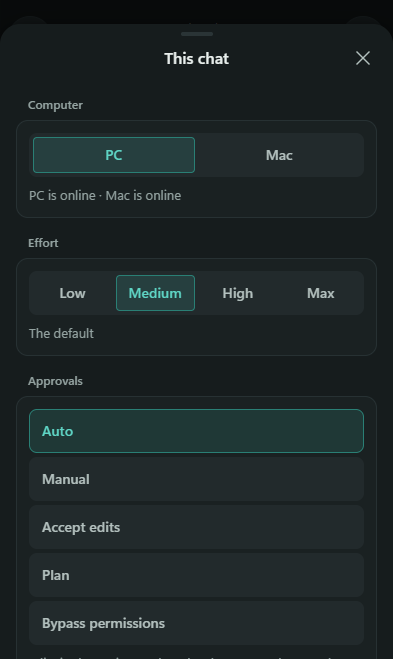 This chat
Computer
PC
Mac
PC is online · Mac is online
Effort
Low
Medium
High
Max
The default
Approvals
Auto
Manual
Accept edits
Plan
Bypass permissions